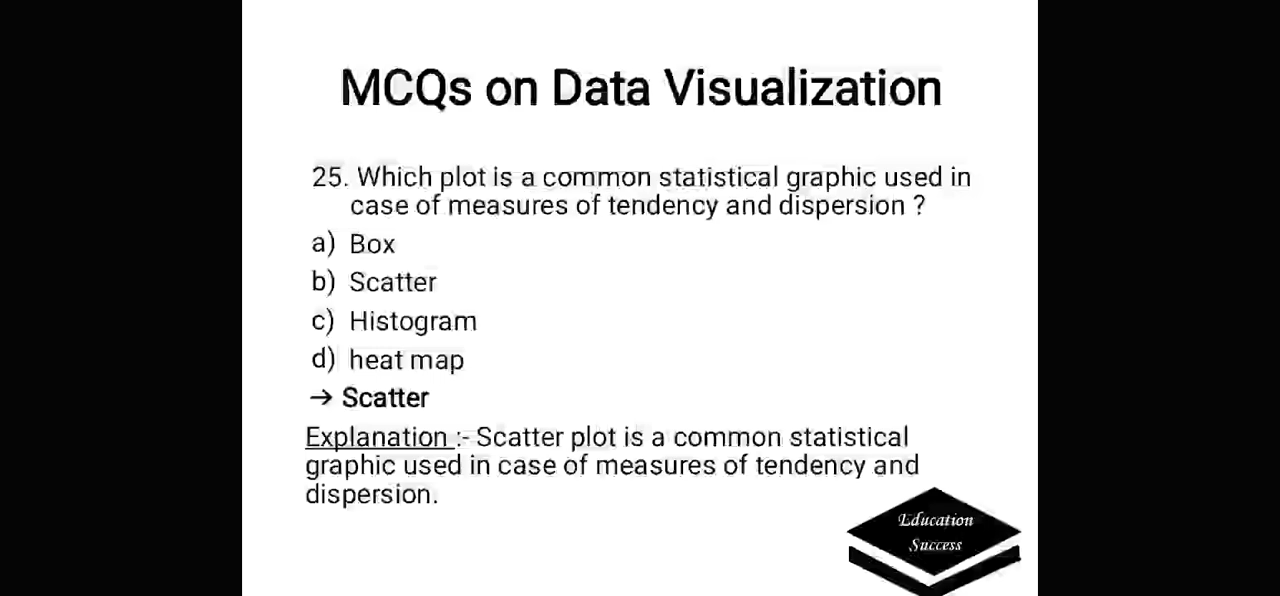 MCQs on Data Visualization
25. Which plot is a common statistical graphic used in
case of measures of tendency and dispersion ?
a) Box
b) Scatter
c) Histogram
d) heat map
→ Scatter
Explanation :- Scatter plot is a common statistical
graphic used in case of measures of tendency and
dispersion.
Education
Success